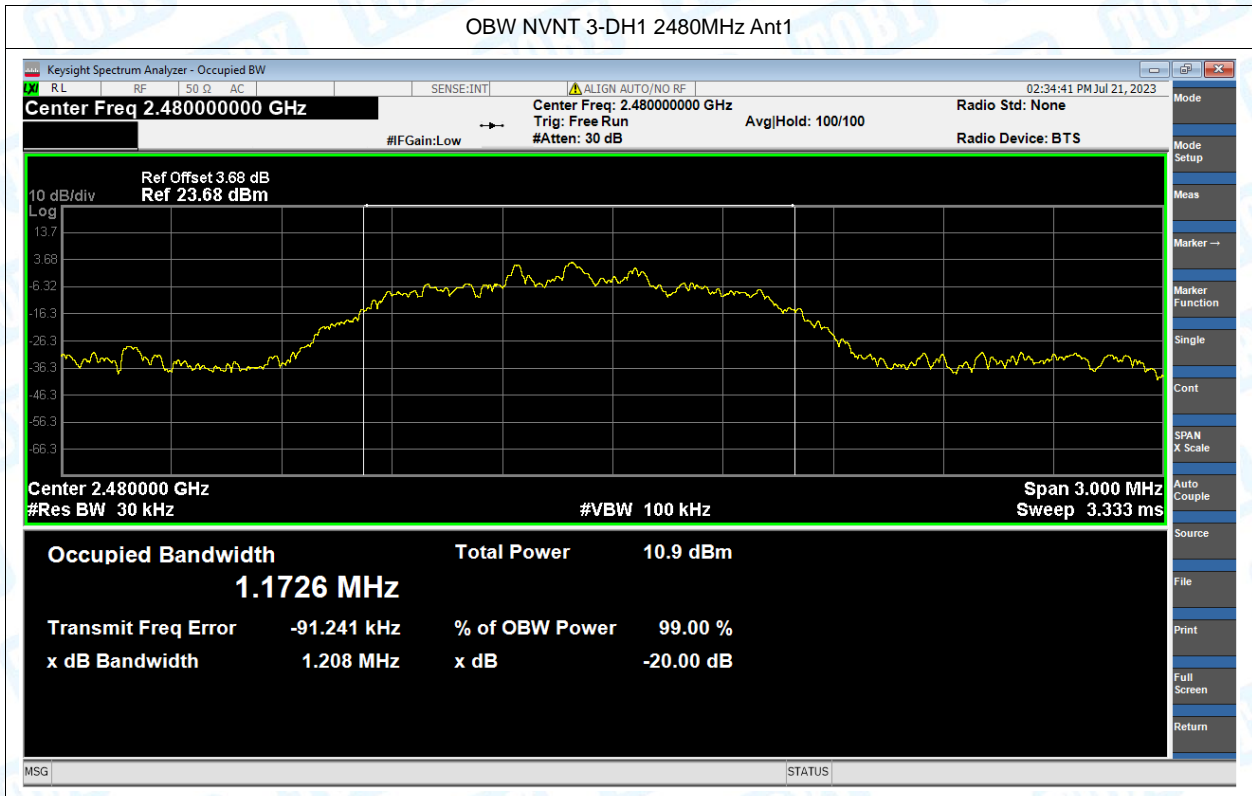 OBW NVNT 3-DH1 2480MHz Ant1
Keysight Spectrum Analyzer - Occupied BW
LXI RL RF 50 Ω AC SENSE:INT ALIGN AUTO/NO RF 02:34:41 PM Jul 21, 2023
Center Freq 2.480000000 GHz
Center Freq: 2.480000000 GHz Radio Std: None
Trig: Free Run Avg|Hold: 100/100
#IFGain:Low #Atten: 30 dB Radio Device: BTS
Ref Offset 3.68 dB
10 dB/div Ref 23.68 dBm
Log
13.7
3.68
-6.32
-16.3
-26.3
-36.3
-46.3
-56.3
-66.3
Center 2.480000 GHz Span 3.000 MHz
#Res BW 30 kHz #VBW 100 kHz Sweep 3.333 ms
Occupied Bandwidth Total Power 10.9 dBm
1.1726 MHz
Transmit Freq Error -91.241 kHz % of OBW Power 99.00 %
x dB Bandwidth 1.208 MHz x dB -20.00 dB
MSG STATUS
Mode
Mode
Setup
Meas
Marker →
Marker
Function
Single
Cont
SPAN
X Scale
Auto
Couple
Source
File
Print
Full
Screen
Return
TOBY